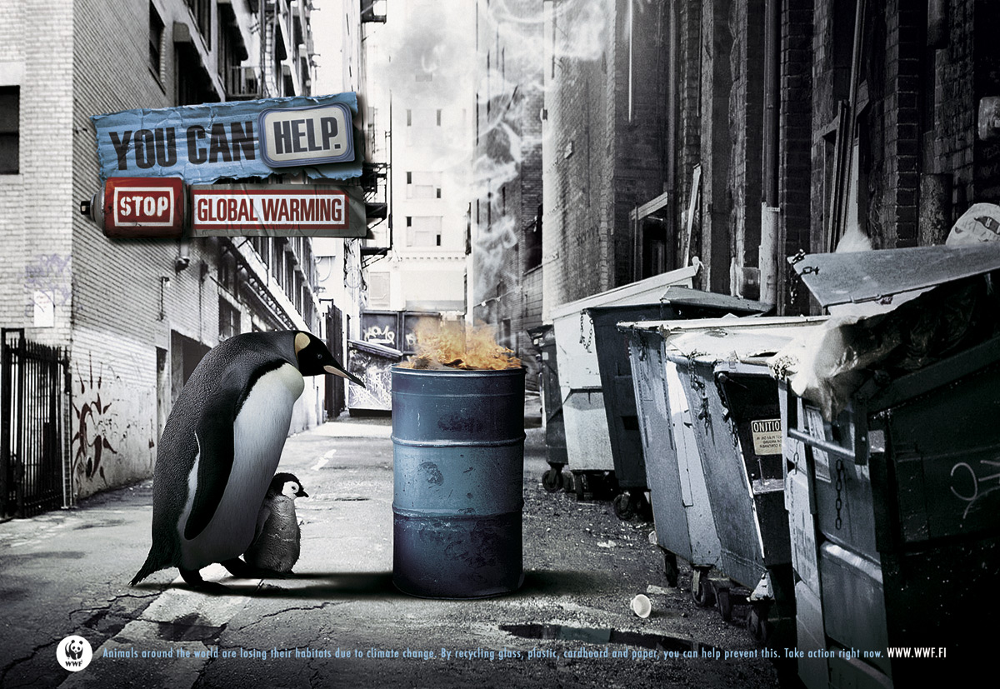 YOU CAN HELP.
STOP GLOBAL WARMING
WWF
Animals around the world are losing their habitats due to climate change. By recycling glass, plastic, cardboard and paper, you can help prevent this. Take action right now. WWW.WWF.FI